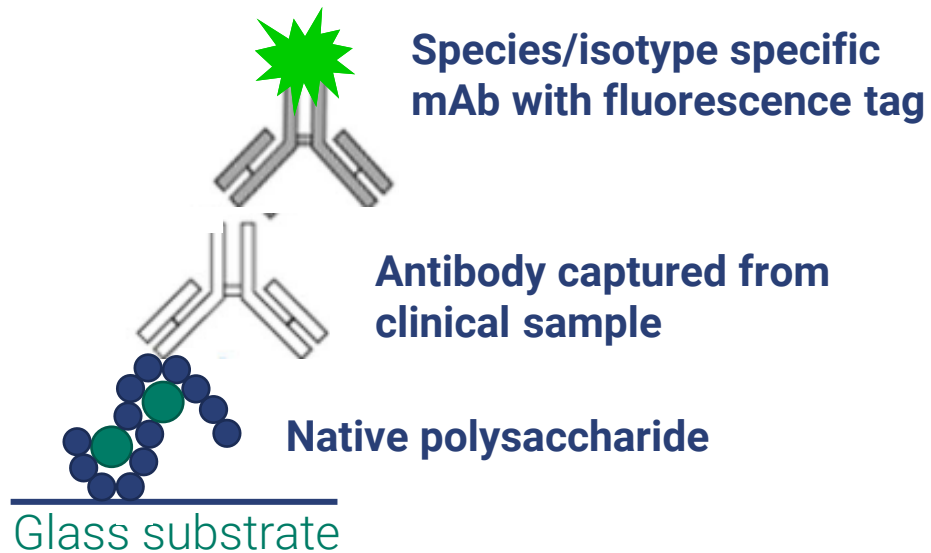 Species/isotype specific
mAb with fluorescence tag
Antibody captured from
clinical sample
Native polysaccharide
Glass substrate